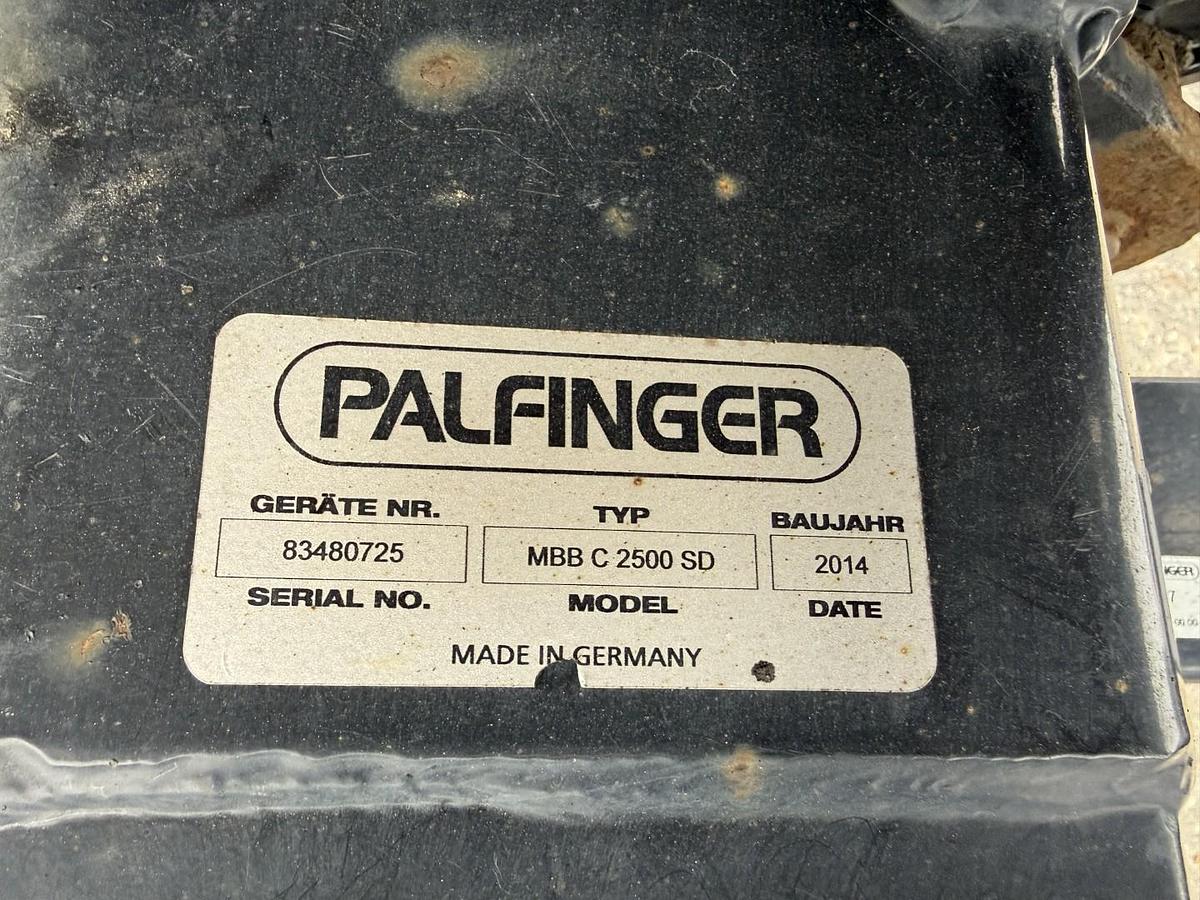 PALFINGER
GERÄTE NR. TYP BAUJAHR
83480725 MBB C 2500 SD 2014
SERIAL NO. MODEL DATE
MADE IN GERMANY